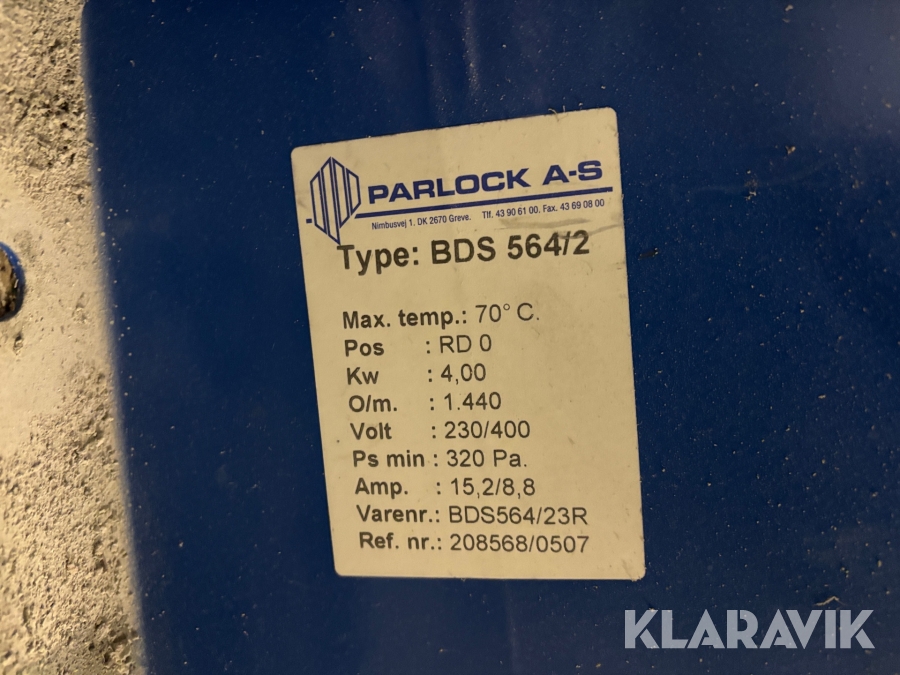 PARLOCK A-S
Nimbusvej 1. DK 2670 Greve. Tlf. 43 90 61 00. Fax. 43 69 08 00
Type: BDS 564/2
Max. temp.: 70° C.
Pos : RD 0
Kw : 4,00
O/m. : 1.440
Volt : 230/400
Ps min : 320 Pa.
Amp. : 15,2/8,8
Varenr.: BDS564/23R
Ref. nr.: 208568/0507
KLARAVIK